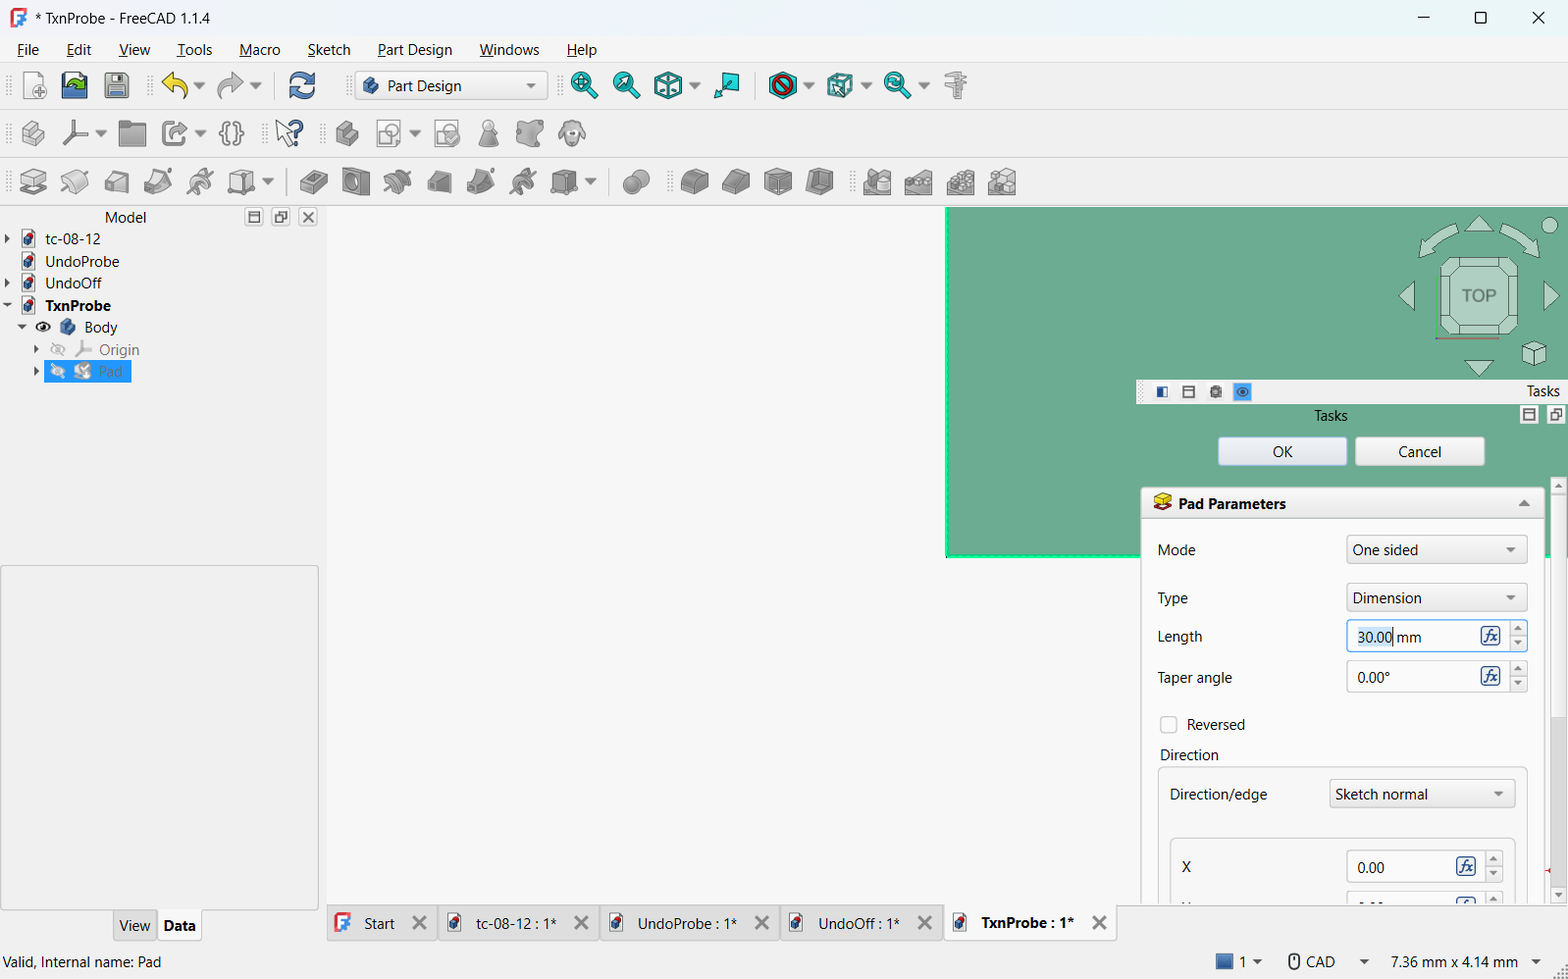 * TxnProbe - FreeCAD 1.1.4
File Edit View Tools Macro Sketch Part Design Windows Help
Part Design
Model
tc-08-12
UndoProbe
UndoOff
TxnProbe
Body
Origin
Pad
TOP
Tasks
Tasks
OK Cancel
Pad Parameters
Mode One sided
Type Dimension
Length 30.00 mm
Taper angle 0.00°
Reversed
Direction
Direction/edge Sketch normal
X 0.00
View Data
Start tc-08-12 : 1* UndoProbe : 1* UndoOff : 1* TxnProbe : 1*
Valid, Internal name: Pad 1 CAD 7.36 mm x 4.14 mm